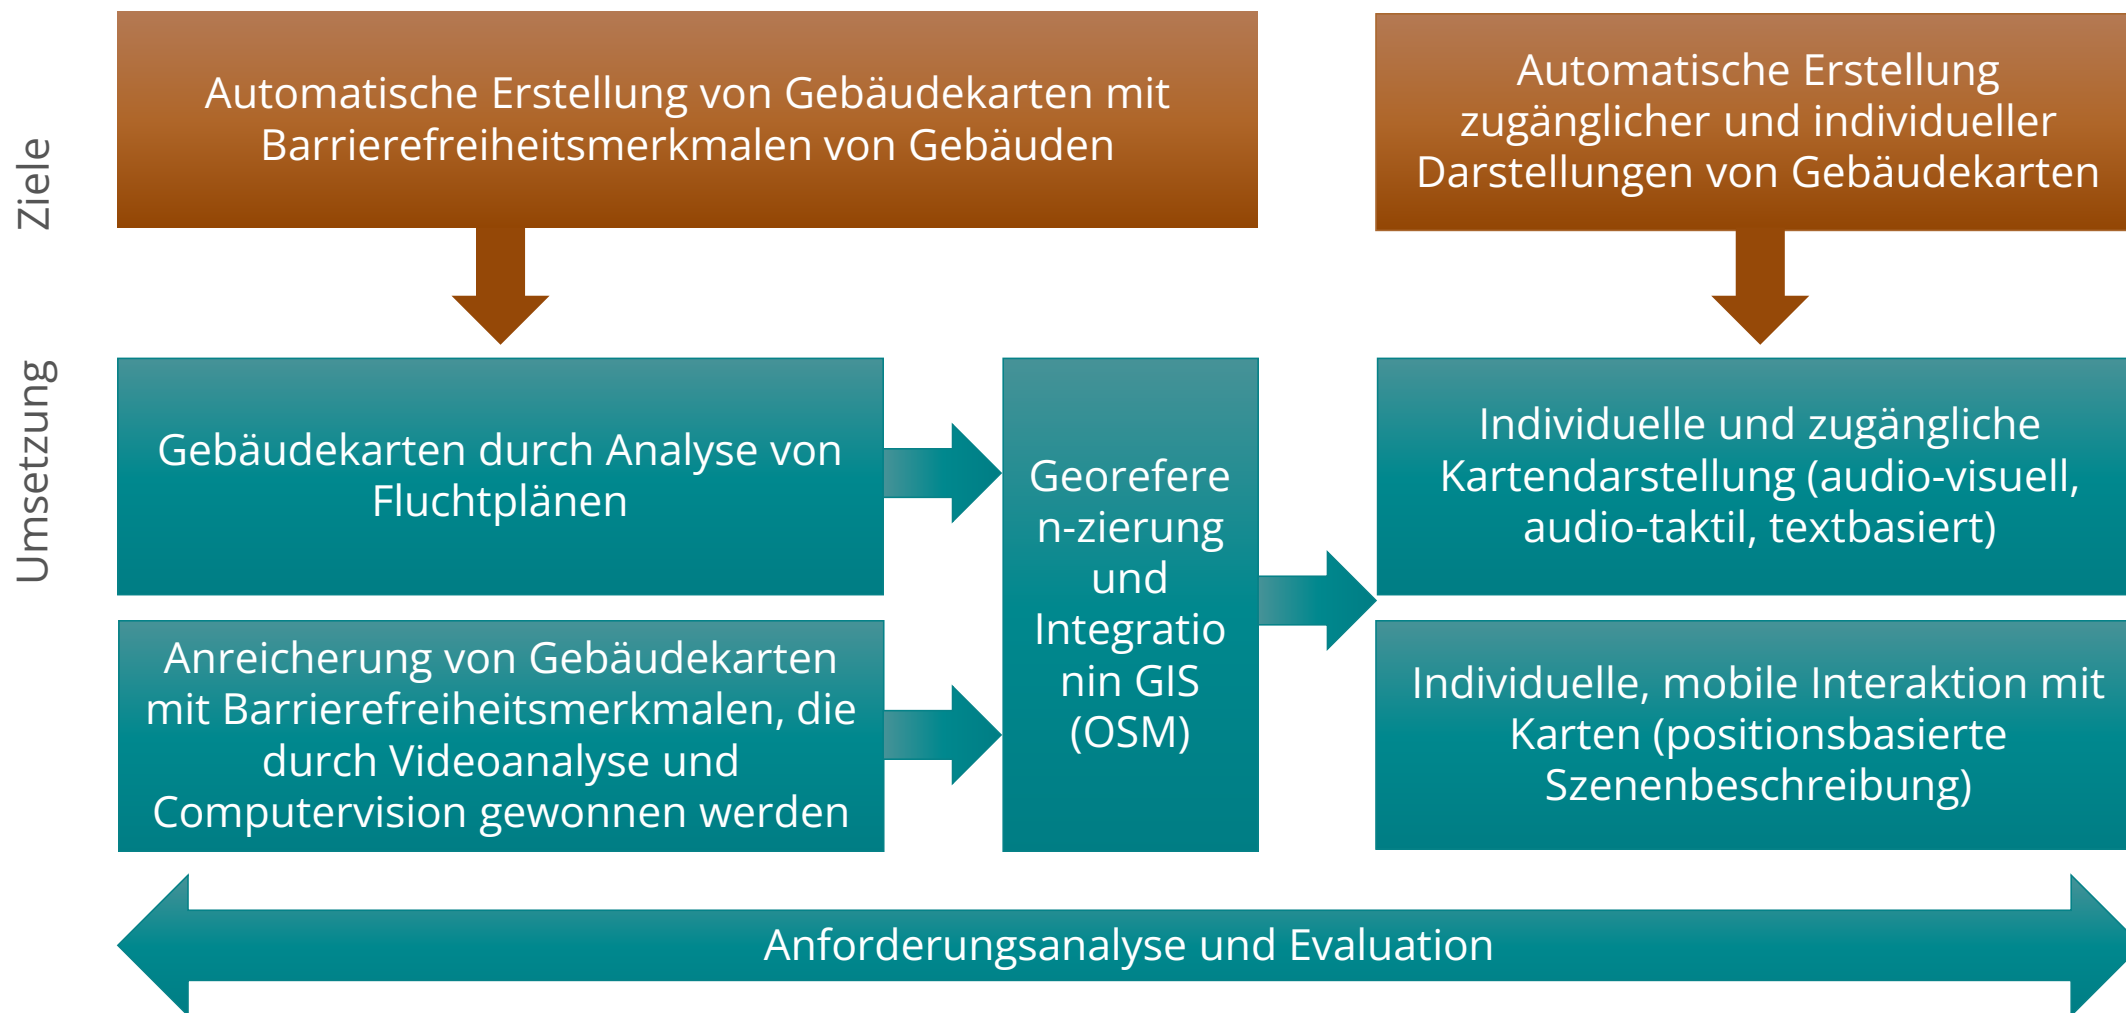 Ziele
Automatische Erstellung von Gebäudekarten mit
Barrierefreiheitsmerkmalen von Gebäuden
Automatische Erstellung
zugänglicher und individueller
Darstellungen von Gebäudekarten
Umsetzung
Gebäudekarten durch Analyse von
Fluchtplänen
Anreicherung von Gebäudekarten
mit Barrierefreiheitsmerkmalen, die
durch Videoanalyse und
Computervision gewonnen werden
Georefere
n-zierung
und
Integratio
nin GIS
(OSM)
Individuelle und zugängliche
Kartendarstellung (audio-visuell,
audio-taktil, textbasiert)
Individuelle, mobile Interaktion mit
Karten (positionsbasierte
Szenenbeschreibung)
Anforderungsanalyse und Evaluation